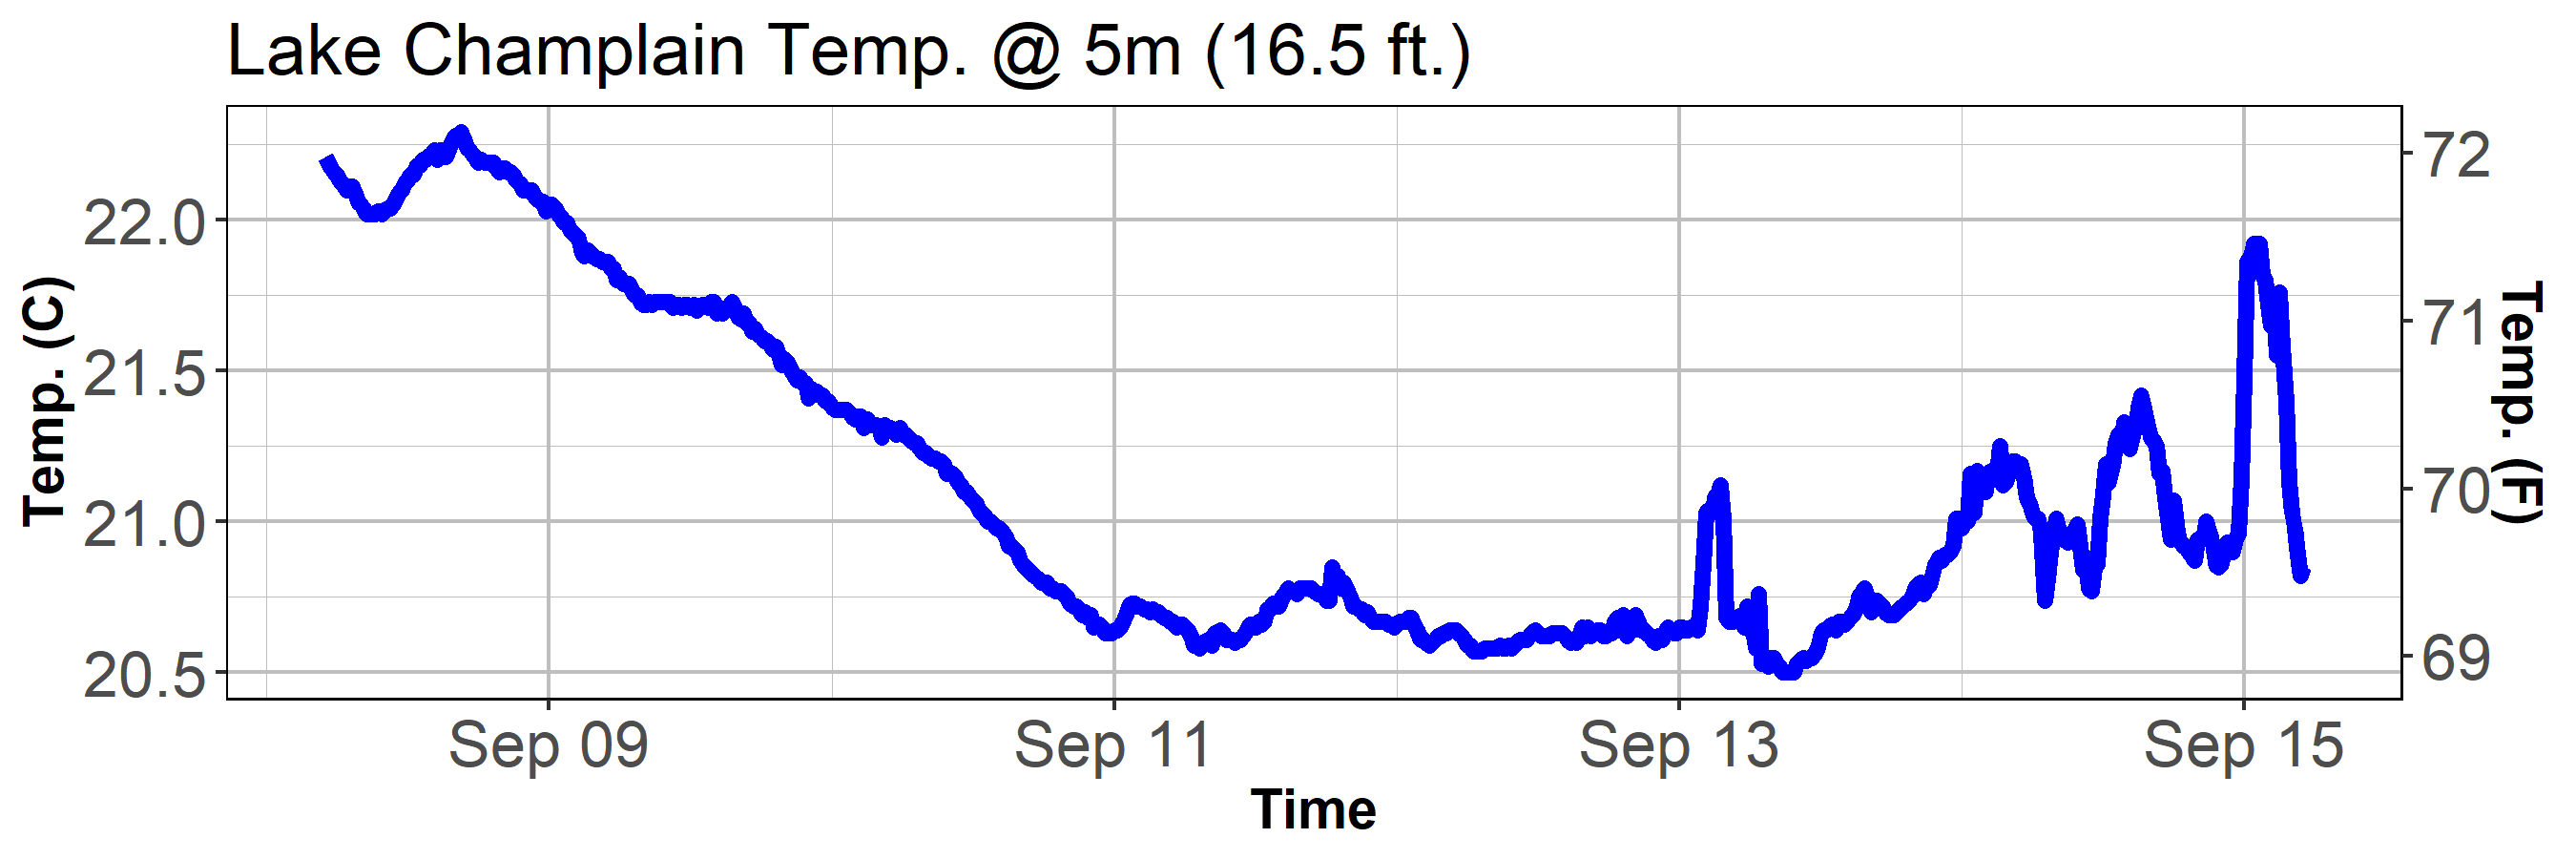 Lake Champlain Temp. @ 5m (16.5 ft.)
Temp. (C)
22.0
21.5
21.0
20.5
72
71
70
69
Temp. (F)
Sep 09 Sep 11 Sep 13 Sep 15
Time